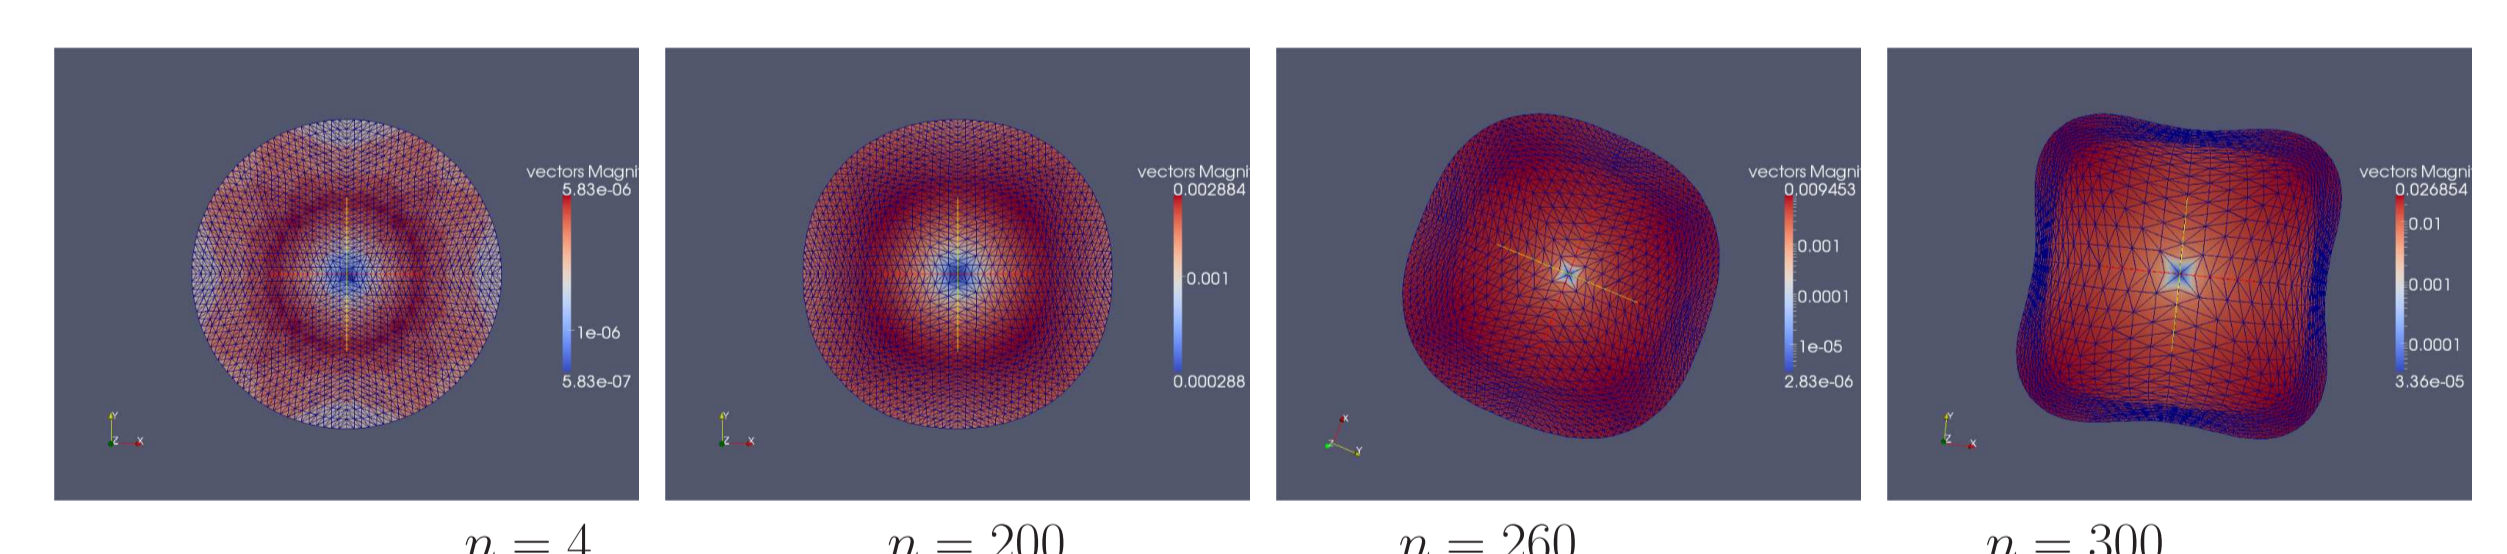 vectors Magni
5.83e-06
1e-06
5.83e-07
Y
Z X
vectors Magni
0.002884
0.001
0.000288
Y
Z X
vectors Magni
0.009453
0.001
0.0001
1e-05
2.83e-06
X
Z
Y
vectors Magni
0.026854
0.01
0.001
0.0001
3.36e-05
Y
Z X
n = 4
n = 200
n = 260
n = 300